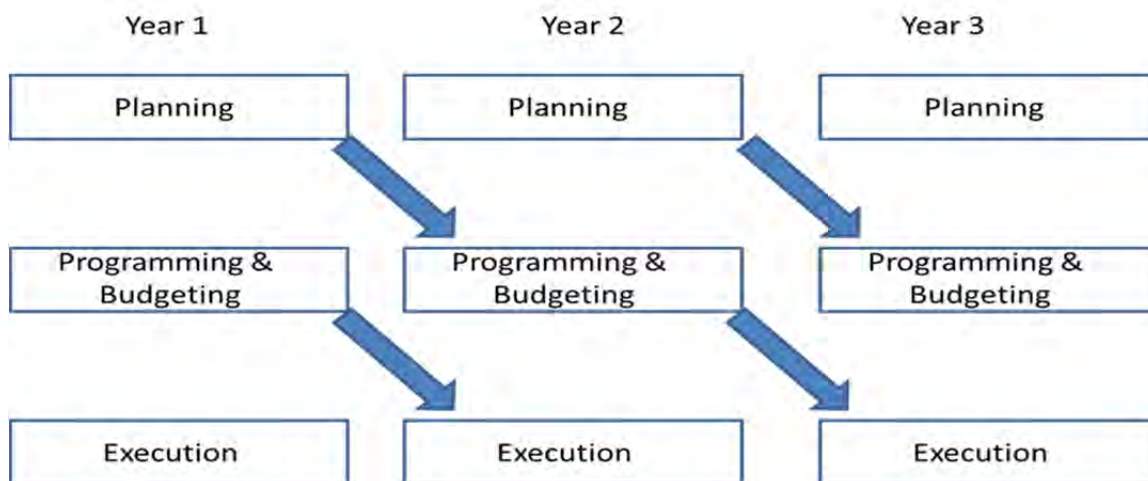 Year 1
Year 2
Year 3
Planning
Planning
Planning
Programming &
Budgeting
Programming &
Budgeting
Programming &
Budgeting
Execution
Execution
Execution